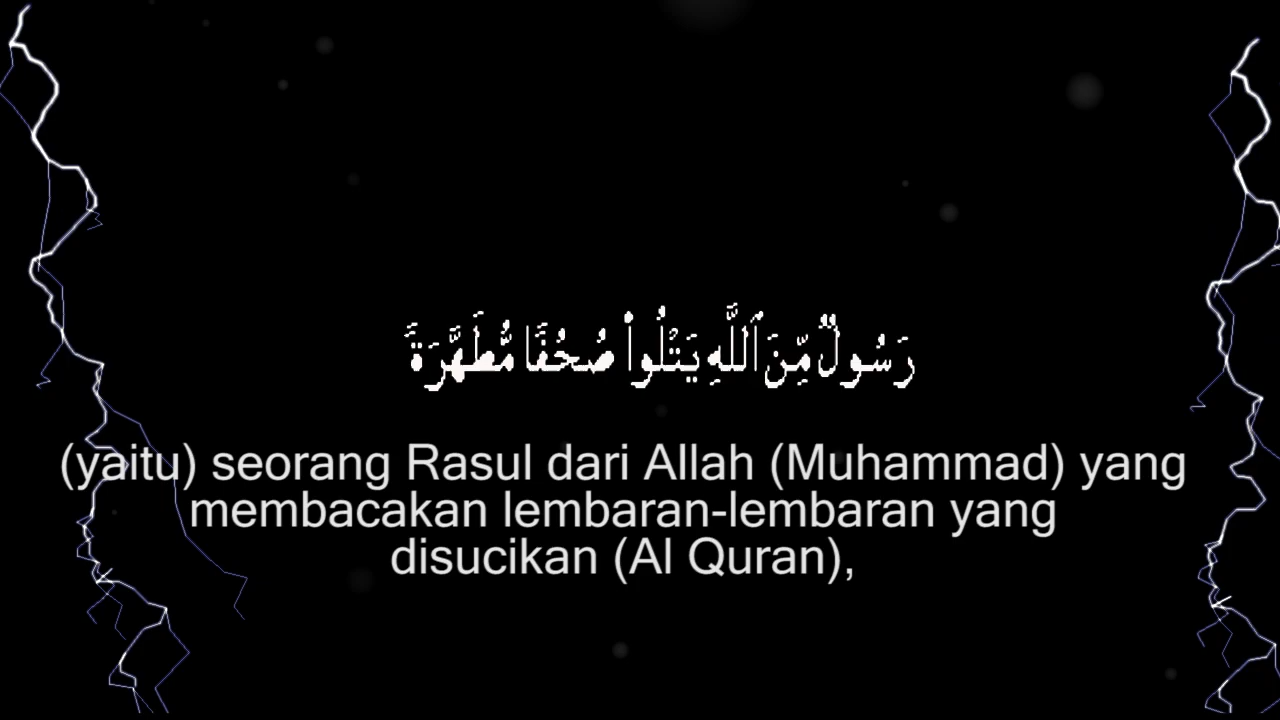 رَسُولٌ مِّنَ ٱللَّهِ يَتْلُوا۟ صُحُفًا مُّطَهَّرَةً
(yaitu) seorang Rasul dari Allah (Muhammad) yang
membacakan lembaran-lembaran yang
disucikan (Al Quran),